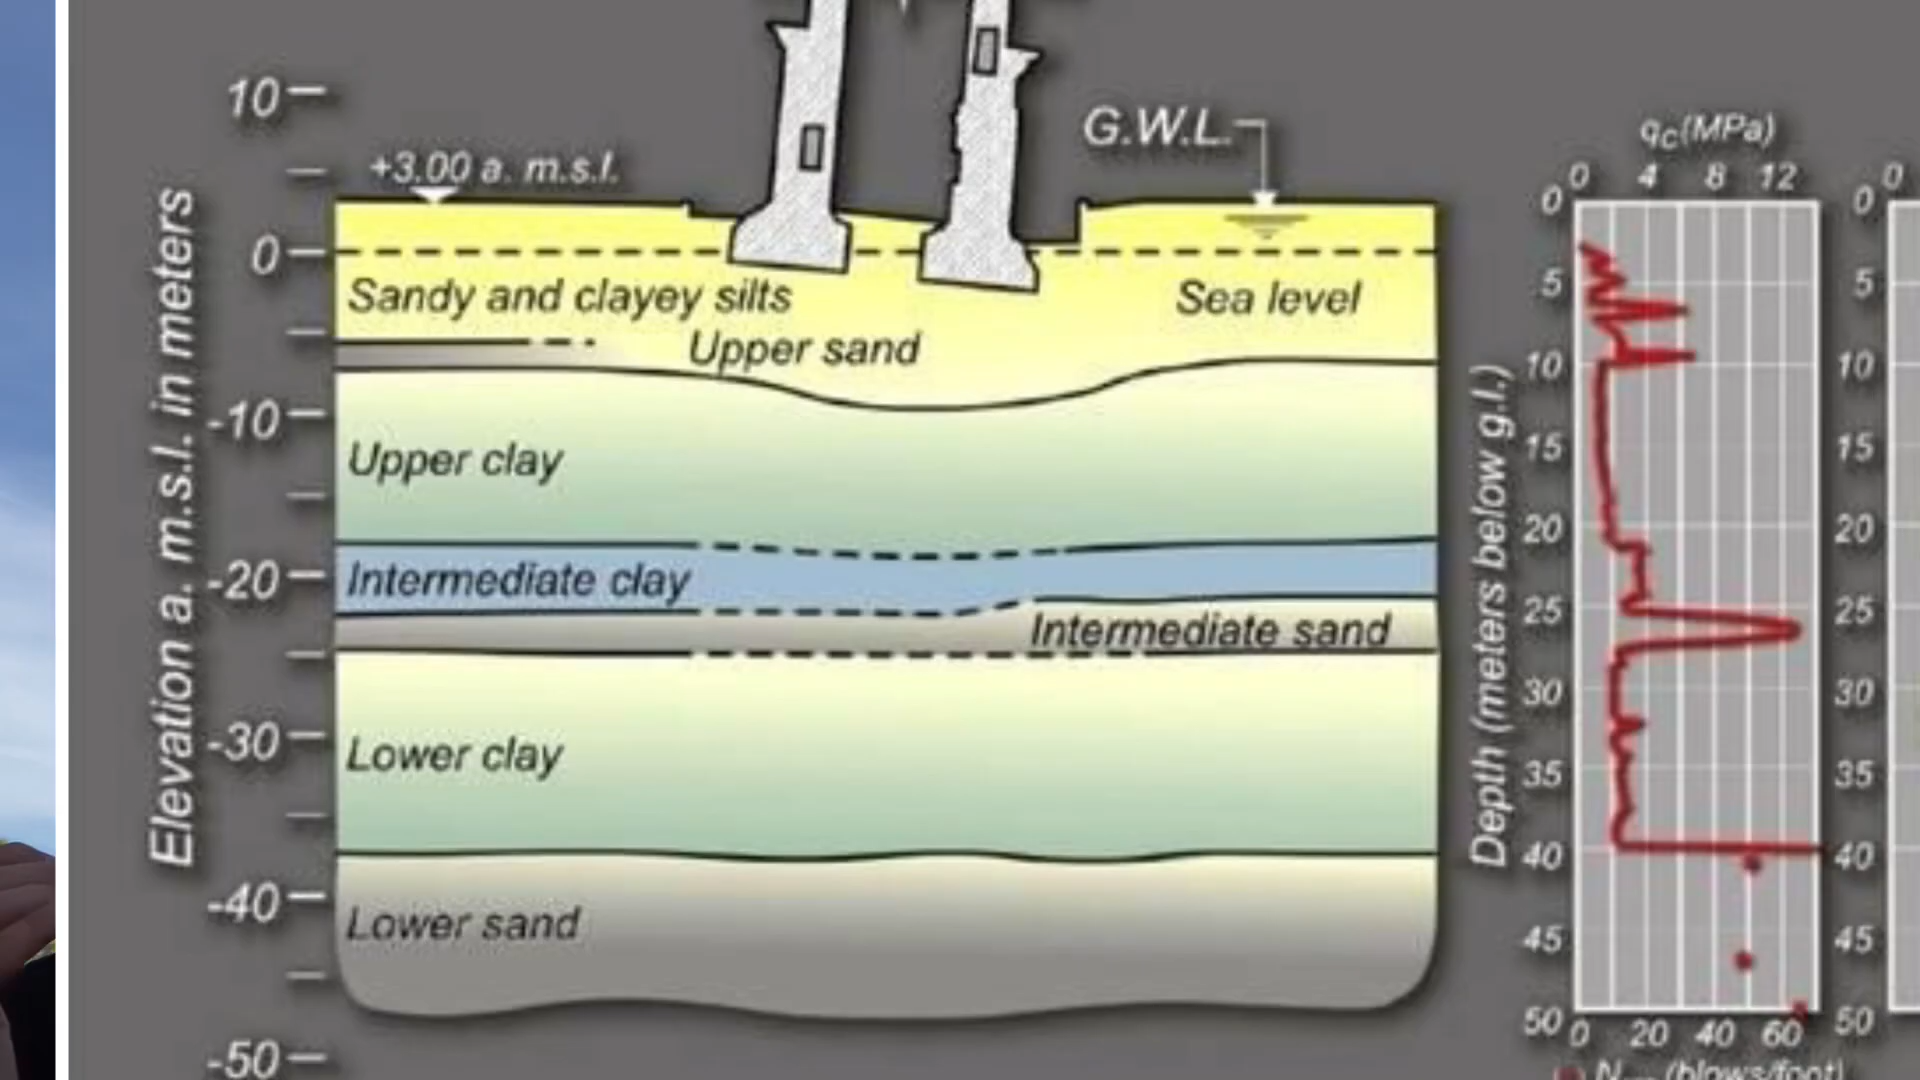 10
+3.00 a. m.s.l.
G.W.L.
0
Sandy and clayey silts
Sea level
Upper sand
-10
Upper clay
-20
Intermediate clay
Intermediate sand
-30
Lower clay
-40
Lower sand
-50
Elevation a. m.s.l. in meters
qc(MPa)
0 4 8 12
0
5
10
15
20
25
30
35
40
45
50
0 20 40 60
(blows/foot)
Depth (meters below g.l.)
0
0
5
10
15
20
25
30
35
40
45
50